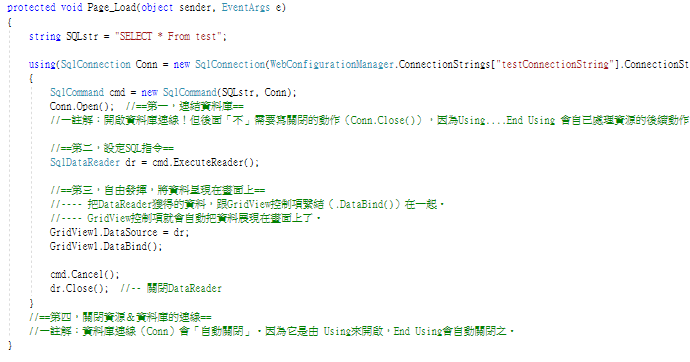 protected void Page_Load(object sender, EventArgs e)
{
string SQLstr = "SELECT * From test";
using(SqlConnection Conn = new SqlConnection(WebConfigurationManager.ConnectionStrings["testConnectionString"].ConnectionSt
{
SqlCommand cmd = new SqlCommand(SQLstr, Conn);
Conn.Open();  //==第一，連結資料庫==
//--註解：開啟資料庫連線！但後面「不」需要寫關閉的動作（Conn.Close()），因為Using....End Using 會自己處理資源的後續動作
//==第二，設定SQL指令==
SqlDataReader dr = cmd.ExecuteReader();
//==第三，自由發揮，將資料呈現在畫面上==
//---- 把DataReader獲得的資料，跟GridView控制項繫結（.DataBind()）在一起。
//---- GridView控制項就會自動把資料展現在畫面上了。
GridView1.DataSource = dr;
GridView1.DataBind();
cmd.Cancel();
dr.Close();  //-- 關閉DataReader
}
//==第四，關閉資源＆資料庫的連線==
//--註解：資料庫連線（Conn）會「自動關閉」。因為它是由 Using來開啟，End Using會自動關閉之。
}